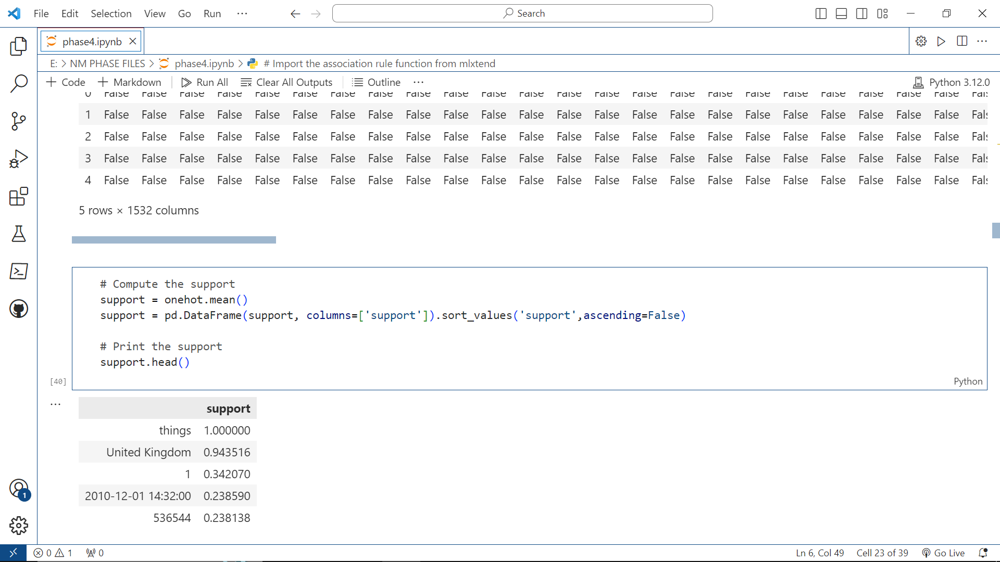 File Edit Selection View Go Run ··· Search
phase4.ipynb
E: > NM PHASE FILES > phase4.ipynb > # Import the association rule function from mlxtend
+ Code + Markdown Run All Clear All Outputs Outline ··· Python 3.12.0
0 False False False False False False False False False False False False False False False False False False False False False False False Fals
1 False False False False False False False False False False False False False False False False False False False False False False False Fals
2 False False False False False False False False False False False False False False False False False False False False False False False Fals
3 False False False False False False False False False False False False False False False False False False False False False False False Fals
4 False False False False False False False False False False False False False False False False False False False False False False False Fals
5 rows × 1532 columns
# Compute the support
support = onehot.mean()
support = pd.DataFrame(support, columns=['support']).sort_values('support',ascending=False)
# Print the support
support.head()
[40]
Python
···
support
things 1.000000
United Kingdom 0.943516
1 0.342070
2010-12-01 14:32:00 0.238590
536544 0.238138
1
0 1 0 Ln 6, Col 49 Cell 23 of 39 Go Live